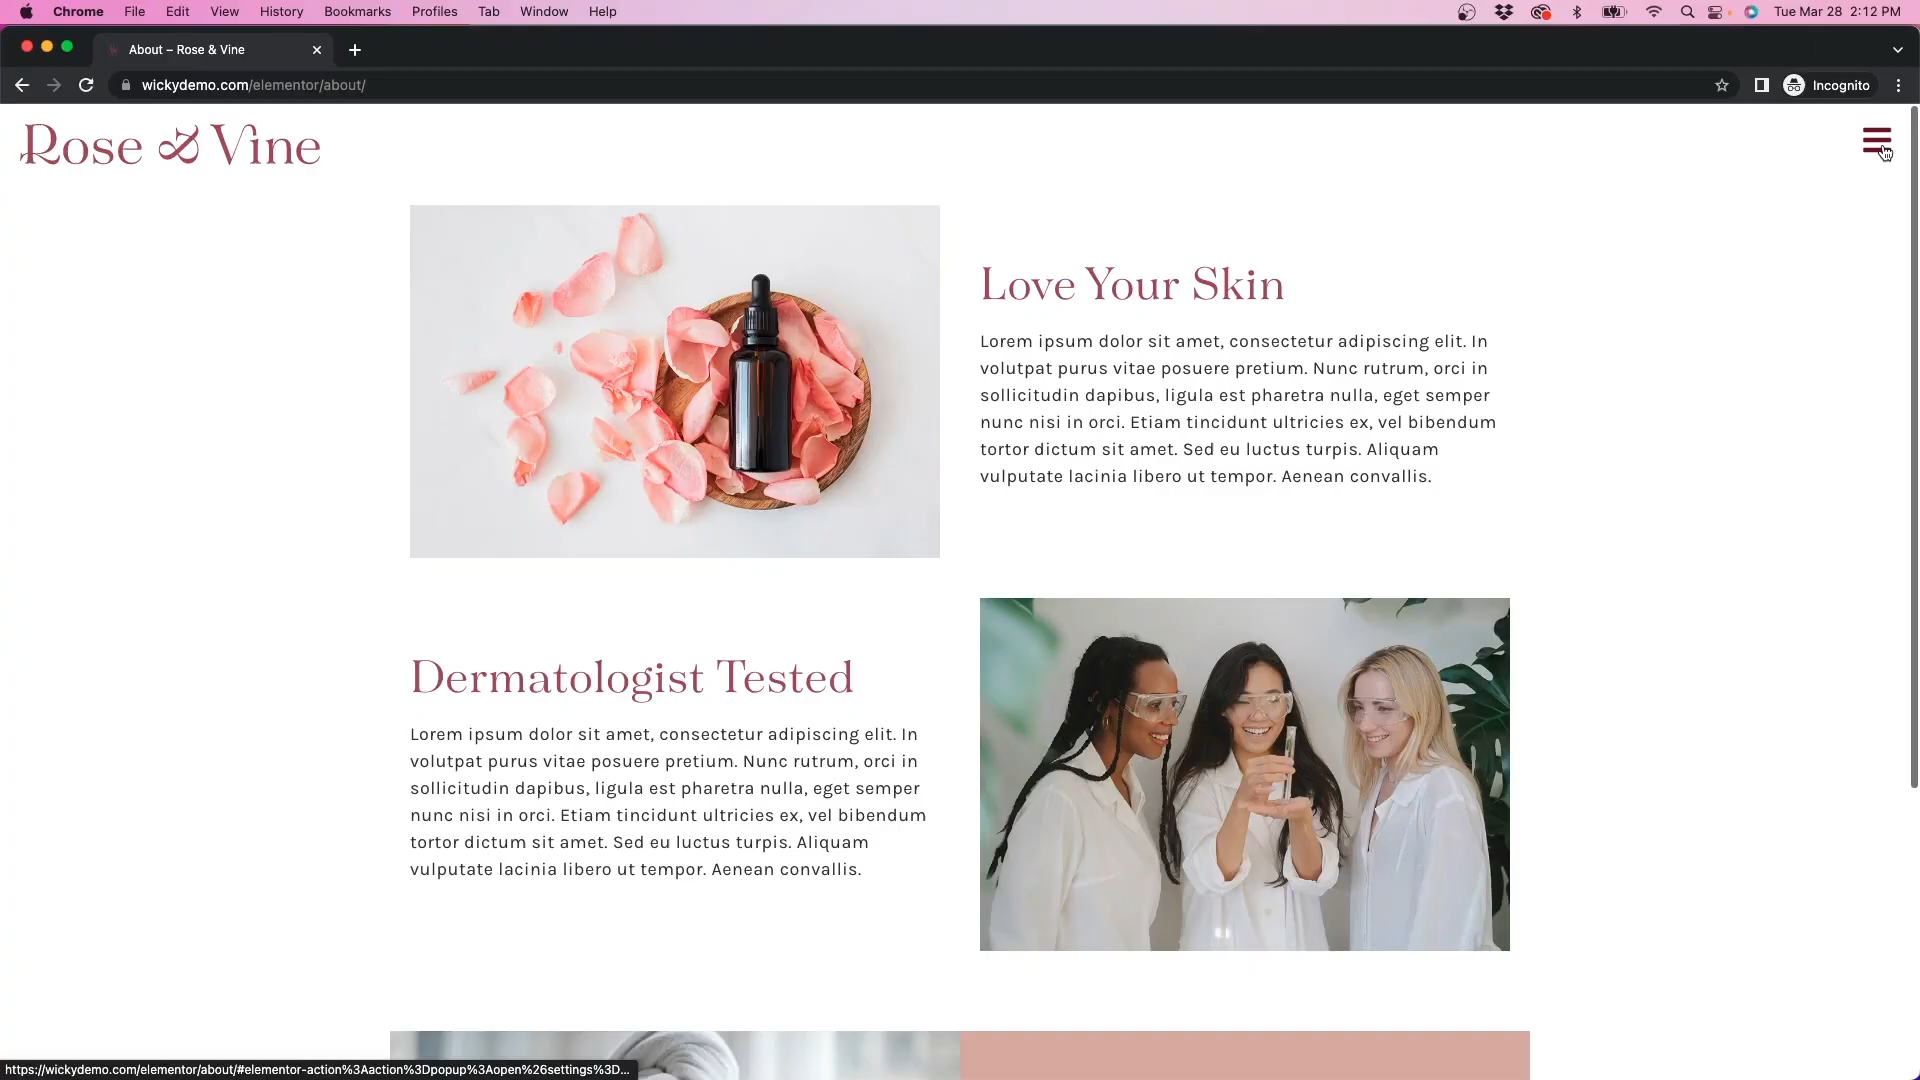 Chrome File Edit View History Bookmarks Profiles Tab Window Help Tue Mar 28 2:12 PM
About – Rose & Vine
wickydemo.com/elementor/about/ Incognito
Rose & Vine
Love Your Skin
Lorem ipsum dolor sit amet, consectetur adipiscing elit. In
volutpat purus vitae posuere pretium. Nunc rutrum, orci in
sollicitudin dapibus, ligula est pharetra nulla, eget semper
nunc nisi in orci. Etiam tincidunt ultricies ex, vel bibendum
tortor dictum sit amet. Sed eu luctus turpis. Aliquam
vulputate lacinia libero ut tempor. Aenean convallis.
Dermatologist Tested
Lorem ipsum dolor sit amet, consectetur adipiscing elit. In
volutpat purus vitae posuere pretium. Nunc rutrum, orci in
sollicitudin dapibus, ligula est pharetra nulla, eget semper
nunc nisi in orci. Etiam tincidunt ultricies ex, vel bibendum
tortor dictum sit amet. Sed eu luctus turpis. Aliquam
vulputate lacinia libero ut tempor. Aenean convallis.
https://wickydemo.com/elementor/about/#elementor-action%3Aaction%3Dpopup%3Aopen%26settings%3D...